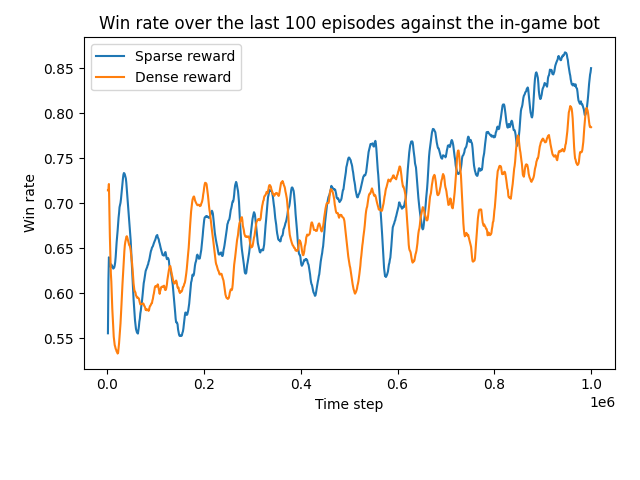 Win rate over the last 100 episodes against the in-game bot
Sparse reward
Dense reward
Win rate
0.85
0.80
0.75
0.70
0.65
0.60
0.55
0.0 0.2 0.4 0.6 0.8 1.0
1e6
Time step